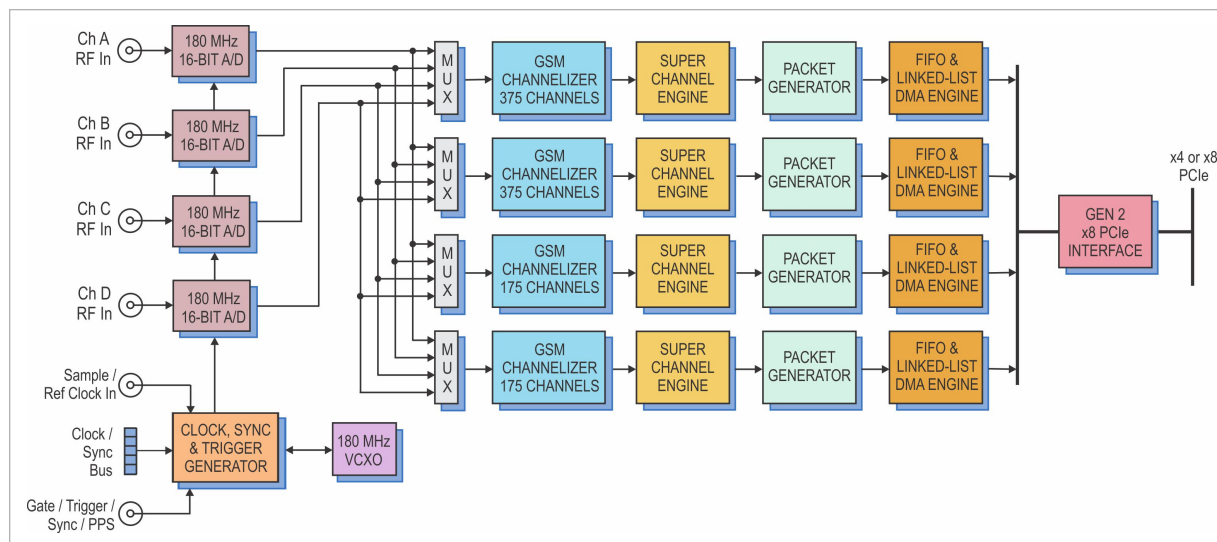 Ch A
RF In
180 MHz
16-BIT A/D
M
U
X
GSM
CHANNELIZER
375 CHANNELS
SUPER
CHANNEL
ENGINE
PACKET
GENERATOR
FIFO &
LINKED-LIST
DMA ENGINE
Ch B
RF In
180 MHz
16-BIT A/D
M
U
X
GSM
CHANNELIZER
375 CHANNELS
SUPER
CHANNEL
ENGINE
PACKET
GENERATOR
FIFO &
LINKED-LIST
DMA ENGINE
x4 or x8
PCIe
Ch C
RF In
180 MHz
16-BIT A/D
GEN 2
x8 PCIe
INTERFACE
M
U
X
GSM
CHANNELIZER
175 CHANNELS
SUPER
CHANNEL
ENGINE
PACKET
GENERATOR
FIFO &
LINKED-LIST
DMA ENGINE
Ch D
RF In
180 MHz
16-BIT A/D
M
U
X
GSM
CHANNELIZER
175 CHANNELS
SUPER
CHANNEL
ENGINE
PACKET
GENERATOR
FIFO &
LINKED-LIST
DMA ENGINE
Sample /
Ref Clock In
Clock /
Sync
Bus
CLOCK, SYNC
& TRIGGER
GENERATOR
180 MHz
VCXO
Gate / Trigger /
Sync / PPS